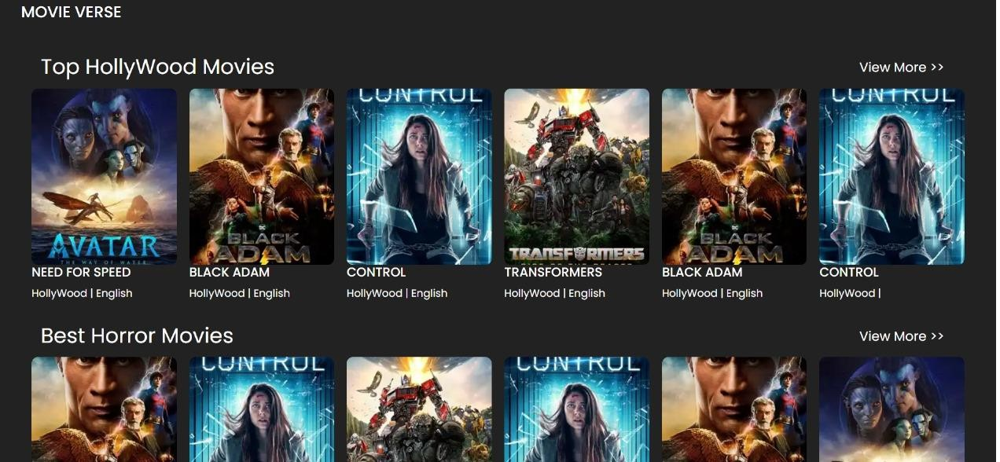 MOVIE VERSE
Top HollyWood Movies
View More >>
CONTROL
CONTROL
AVATAR
THE WAY OF WATER
DC
BLACK
ADAM
TRANSFORMERS
DC
BLACK
ADAM
NEED FOR SPEED
BLACK ADAM
CONTROL
TRANSFORMERS
BLACK ADAM
CONTROL
HollyWood | English
HollyWood | English
HollyWood | English
HollyWood | English
HollyWood | English
HollyWood |
Best Horror Movies
View More >>
CONTROL
CONTROL